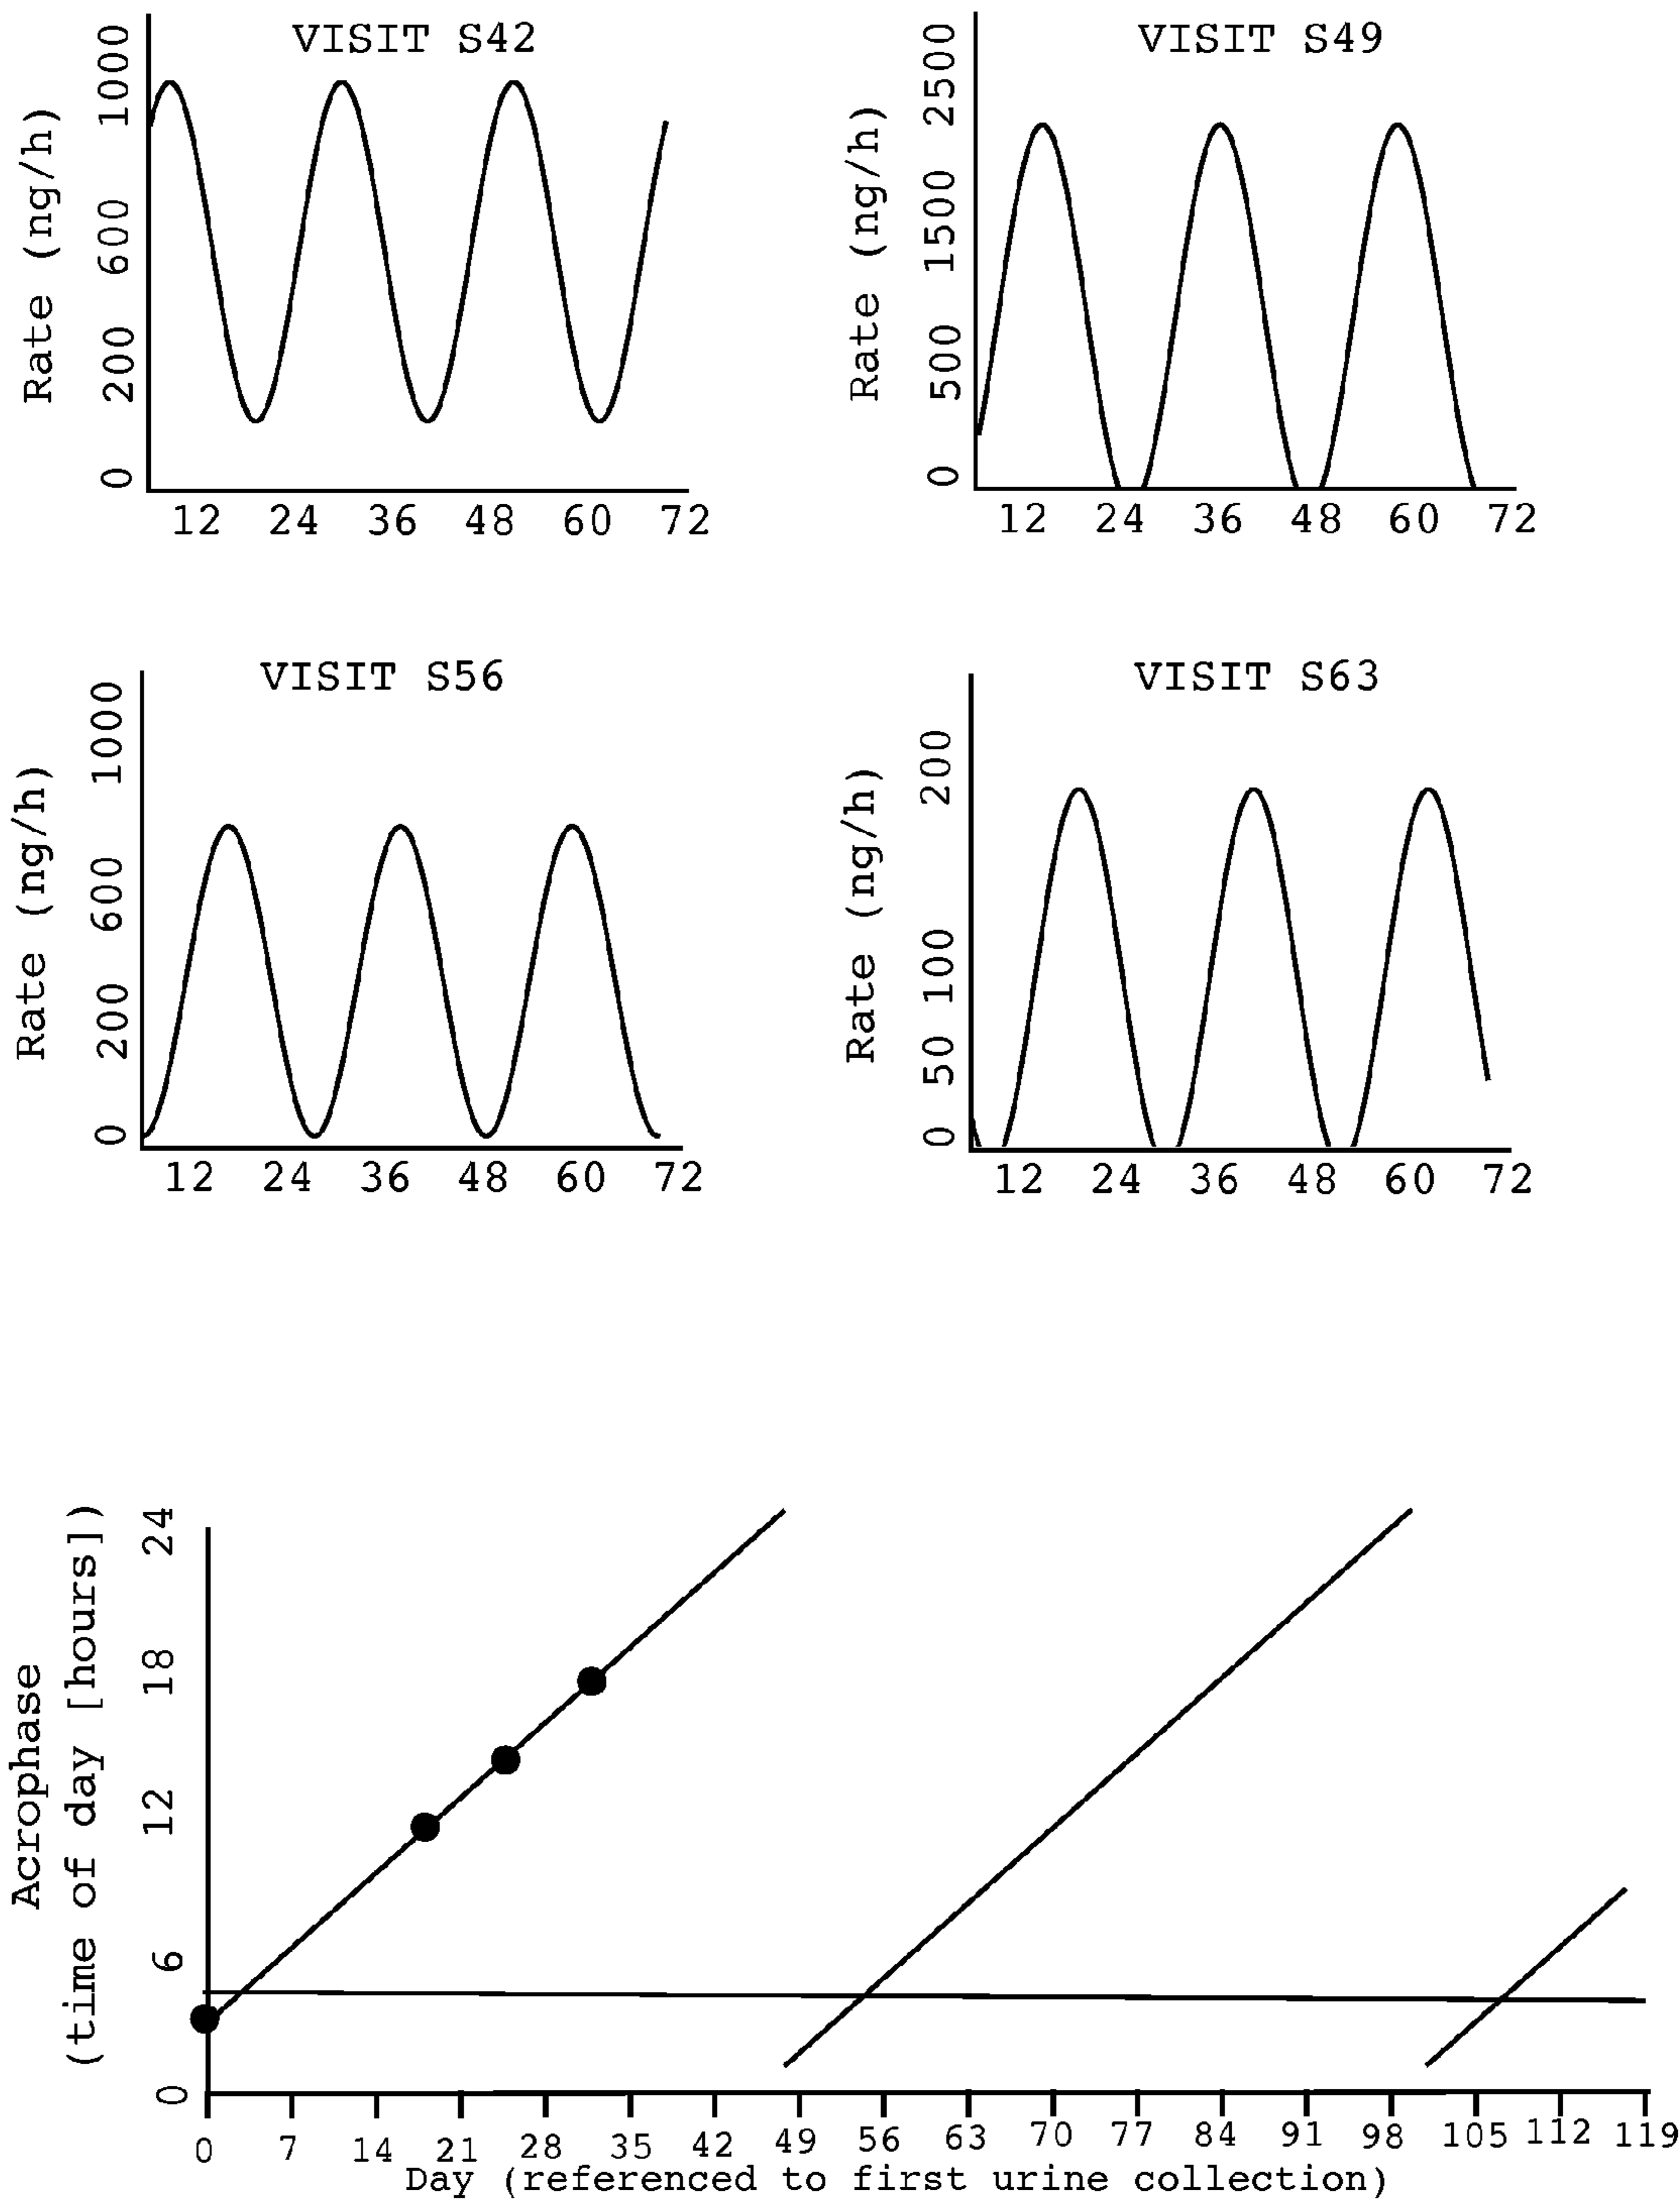 VISIT S42
Rate (ng/h)
1000
600
200
0
12 24 36 48 60 72
VISIT S49
Rate (ng/h)
2500
1500
500
0
12 24 36 48 60 72
VISIT S56
Rate (ng/h)
1000
600
200
0
12 24 36 48 60 72
VISIT S63
Rate (ng/h)
200
100
50
0
12 24 36 48 60 72
Acrophase
(time of day [hours])
24
18
12
6
0
0 7 14 21 28 35 42 49 56 63 70 77 84 91 98 105 112 119
Day (referenced to first urine collection)